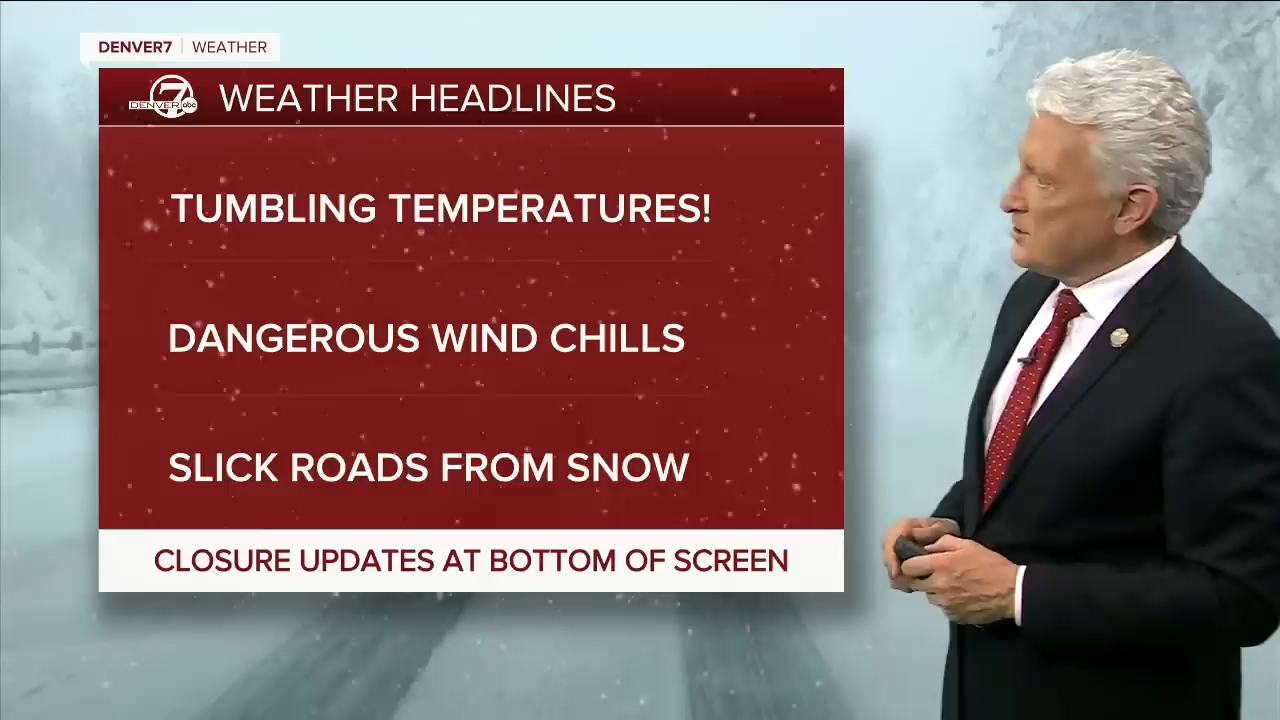 DENVER7 | WEATHER
DENVER 7 abc WEATHER HEADLINES
TUMBLING TEMPERATURES!
DANGEROUS WIND CHILLS
SLICK ROADS FROM SNOW
CLOSURE UPDATES AT BOTTOM OF SCREEN